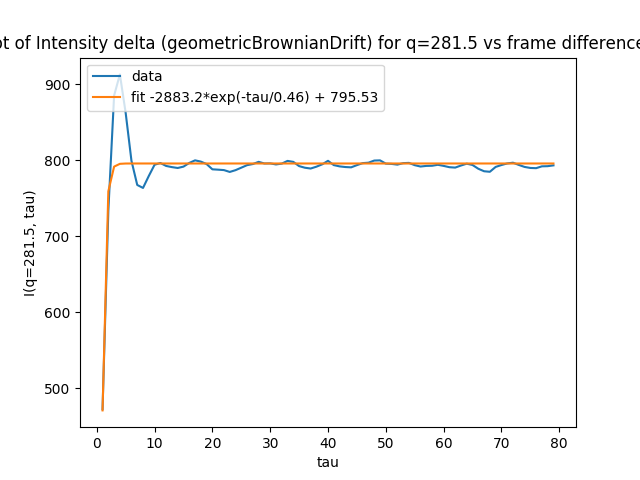 ot of Intensity delta (geometricBrownianDrift) for q=281.5 vs frame difference
data
fit -2883.2*exp(-tau/0.46) + 795.53
900
800
700
600
500
I(q=281.5, tau)
0 10 20 30 40 50 60 70 80
tau